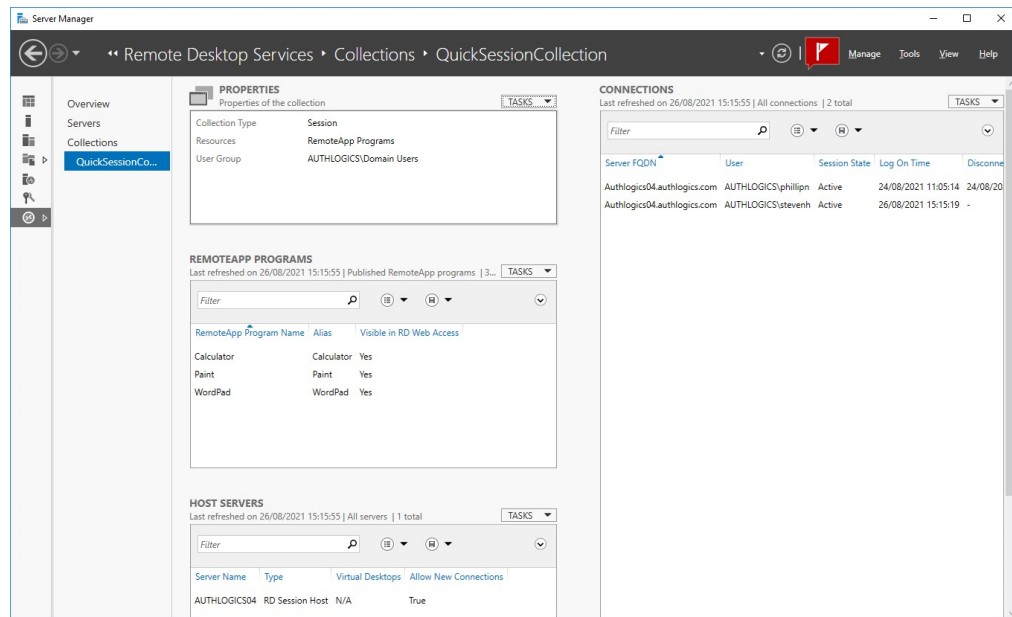 Server Manager
Remote Desktop Services Collections QuickSessionCollection
Manage Tools View Help
Overview
Servers
Collections
QuickSessionCo...
PROPERTIES
Properties of the collection
TASKS
Collection Type Session
Resources RemoteApp Programs
User Group AUTHLOGICS\Domain Users
REMOTEAPP PROGRAMS
Last refreshed on 26/08/2021 15:15:55 | Published RemoteApp programs | 3...
TASKS
Filter
RemoteApp Program Name Alias Visible in RD Web Access
Calculator Calculator Yes
Paint Paint Yes
WordPad WordPad Yes
HOST SERVERS
Last refreshed on 26/08/2021 15:15:55 | All servers | 1 total
TASKS
Filter
Server Name Type Virtual Desktops Allow New Connections
AUTHLOGICS04 RD Session Host N/A True
CONNECTIONS
Last refreshed on 26/08/2021 15:15:55 | All connections | 2 total
TASKS
Filter
Server FQDN User Session State Log On Time Disconne
Authlogics04.authlogics.com AUTHLOGICS\phillipn Active 24/08/2021 11:05:14 24/08/20
Authlogics04.authlogics.com AUTHLOGICS\stevenh Active 26/08/2021 15:15:19 -